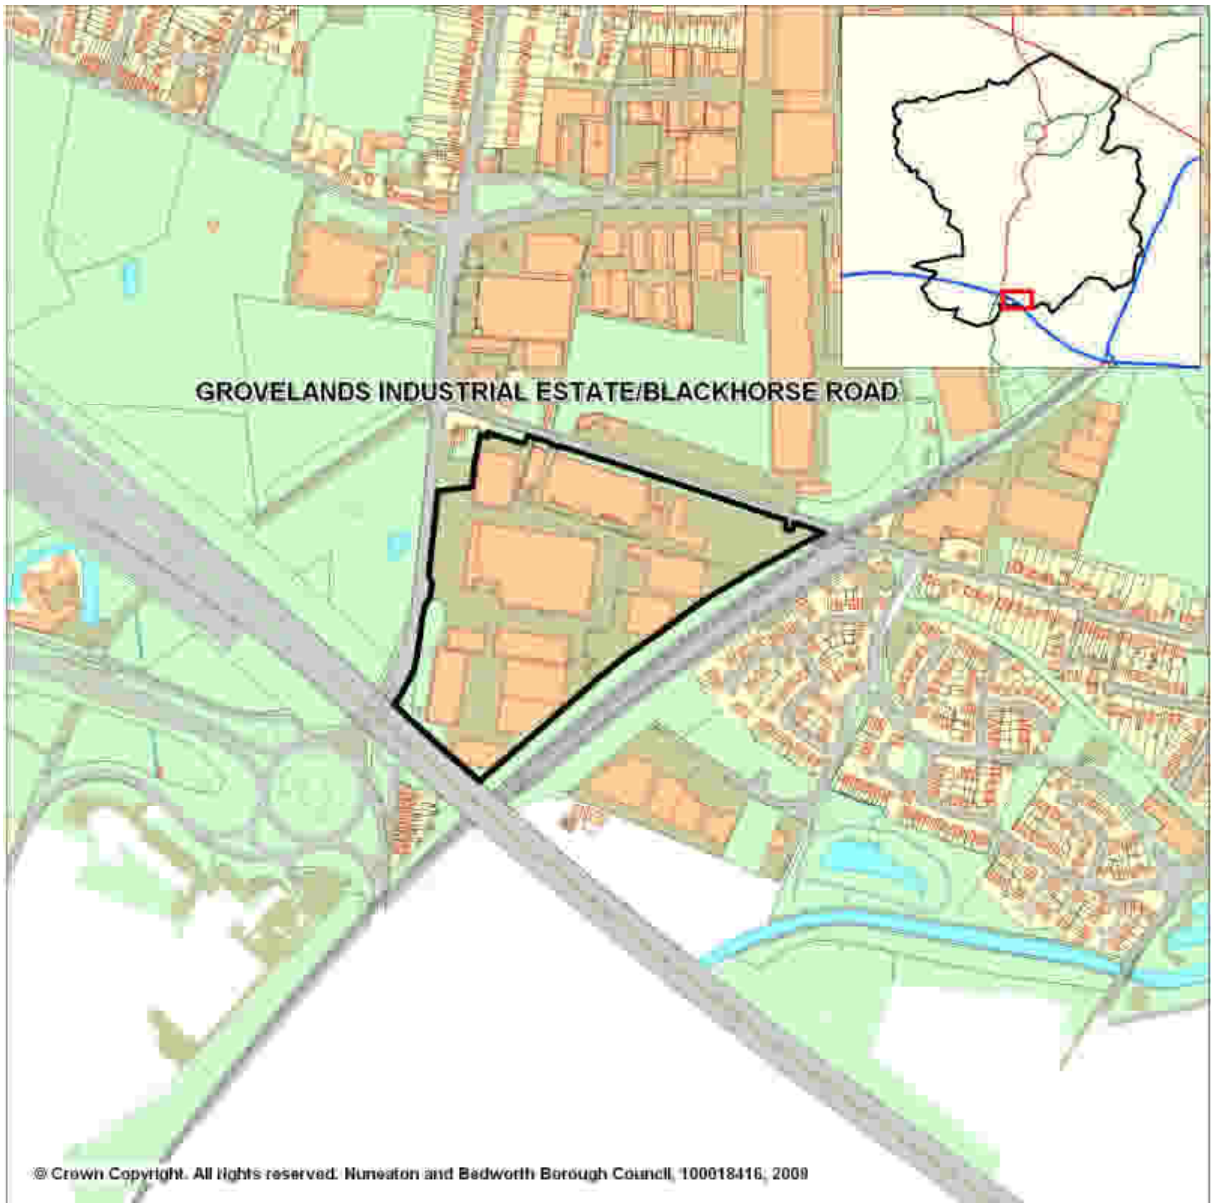 GROVELANDS INDUSTRIAL ESTATE/BLACKHORSE ROAD
© Crown Copyright. All rights reserved. Nuneaton and Bedworth Borough Council, 100018416, 2009